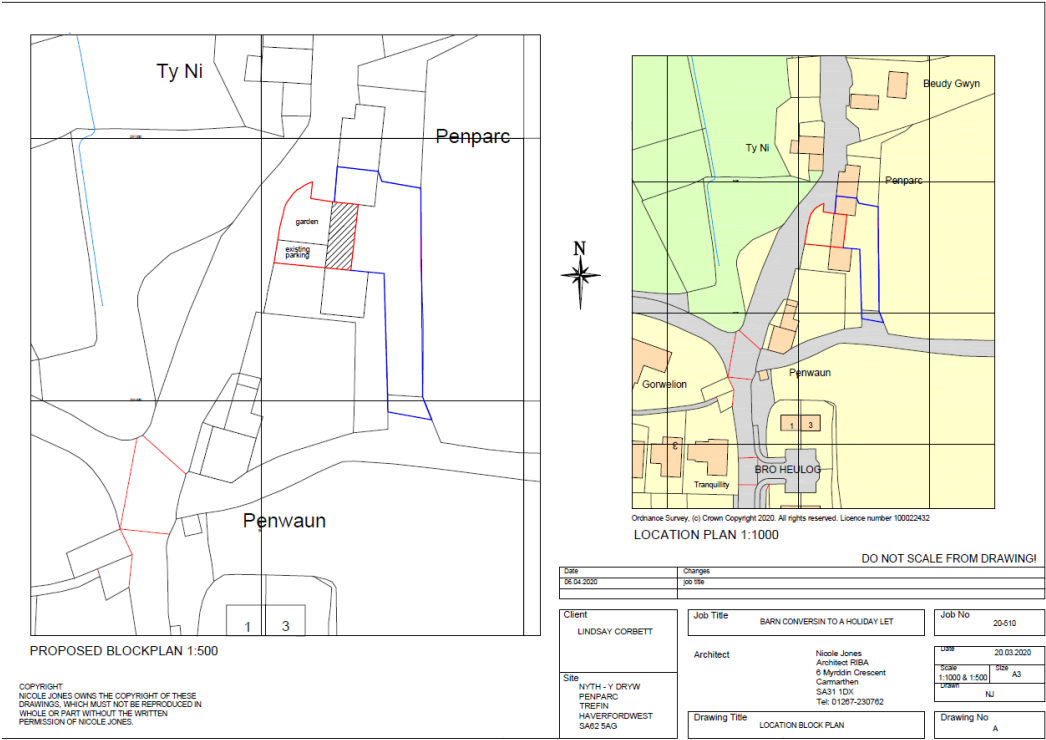 Ty Ni
Penparc
garden
existing
parking
Penwaun
1
3
PROPOSED BLOCKPLAN 1:500
COPYRIGHT
NICOLE JONES OWNS THE COPYRIGHT OF THESE
DRAWINGS, WHICH MUST NOT BE REPRODUCED IN
WHOLE OR PART WITHOUT THE WRITTEN
PERMISSION OF NICOLE JONES.
N
Beudy Gwyn
Ty Ni
Penparc
Gorwelion
Penwaun
1
3
3
BRO HEULOG
Tranquility
Ordnance Survey, (c) Crown Copyright 2020. All rights reserved. Licence number 100022432
LOCATION PLAN 1:1000
DO NOT SCALE FROM DRAWING!
Date Changes
06.04.2020 job title
Client
LINDSAY CORBETT
Site
NYTH - Y DRYW
PENPARC
TREFIN
HAVERFORDWEST
SA62 5AG
Job Title
BARN CONVERSIN TO A HOLIDAY LET
Architect
Nicole Jones
Architect RIBA
6 Myrddin Crescent
Carmarthen
SA31 1DX
Tel: 01267-230762
Drawing Title
LOCATION BLOCK PLAN
Job No
20-510
Date
20.03.2020
Scale
1:1000 & 1:500
Size
A3
Drawn
NJ
Drawing No
A